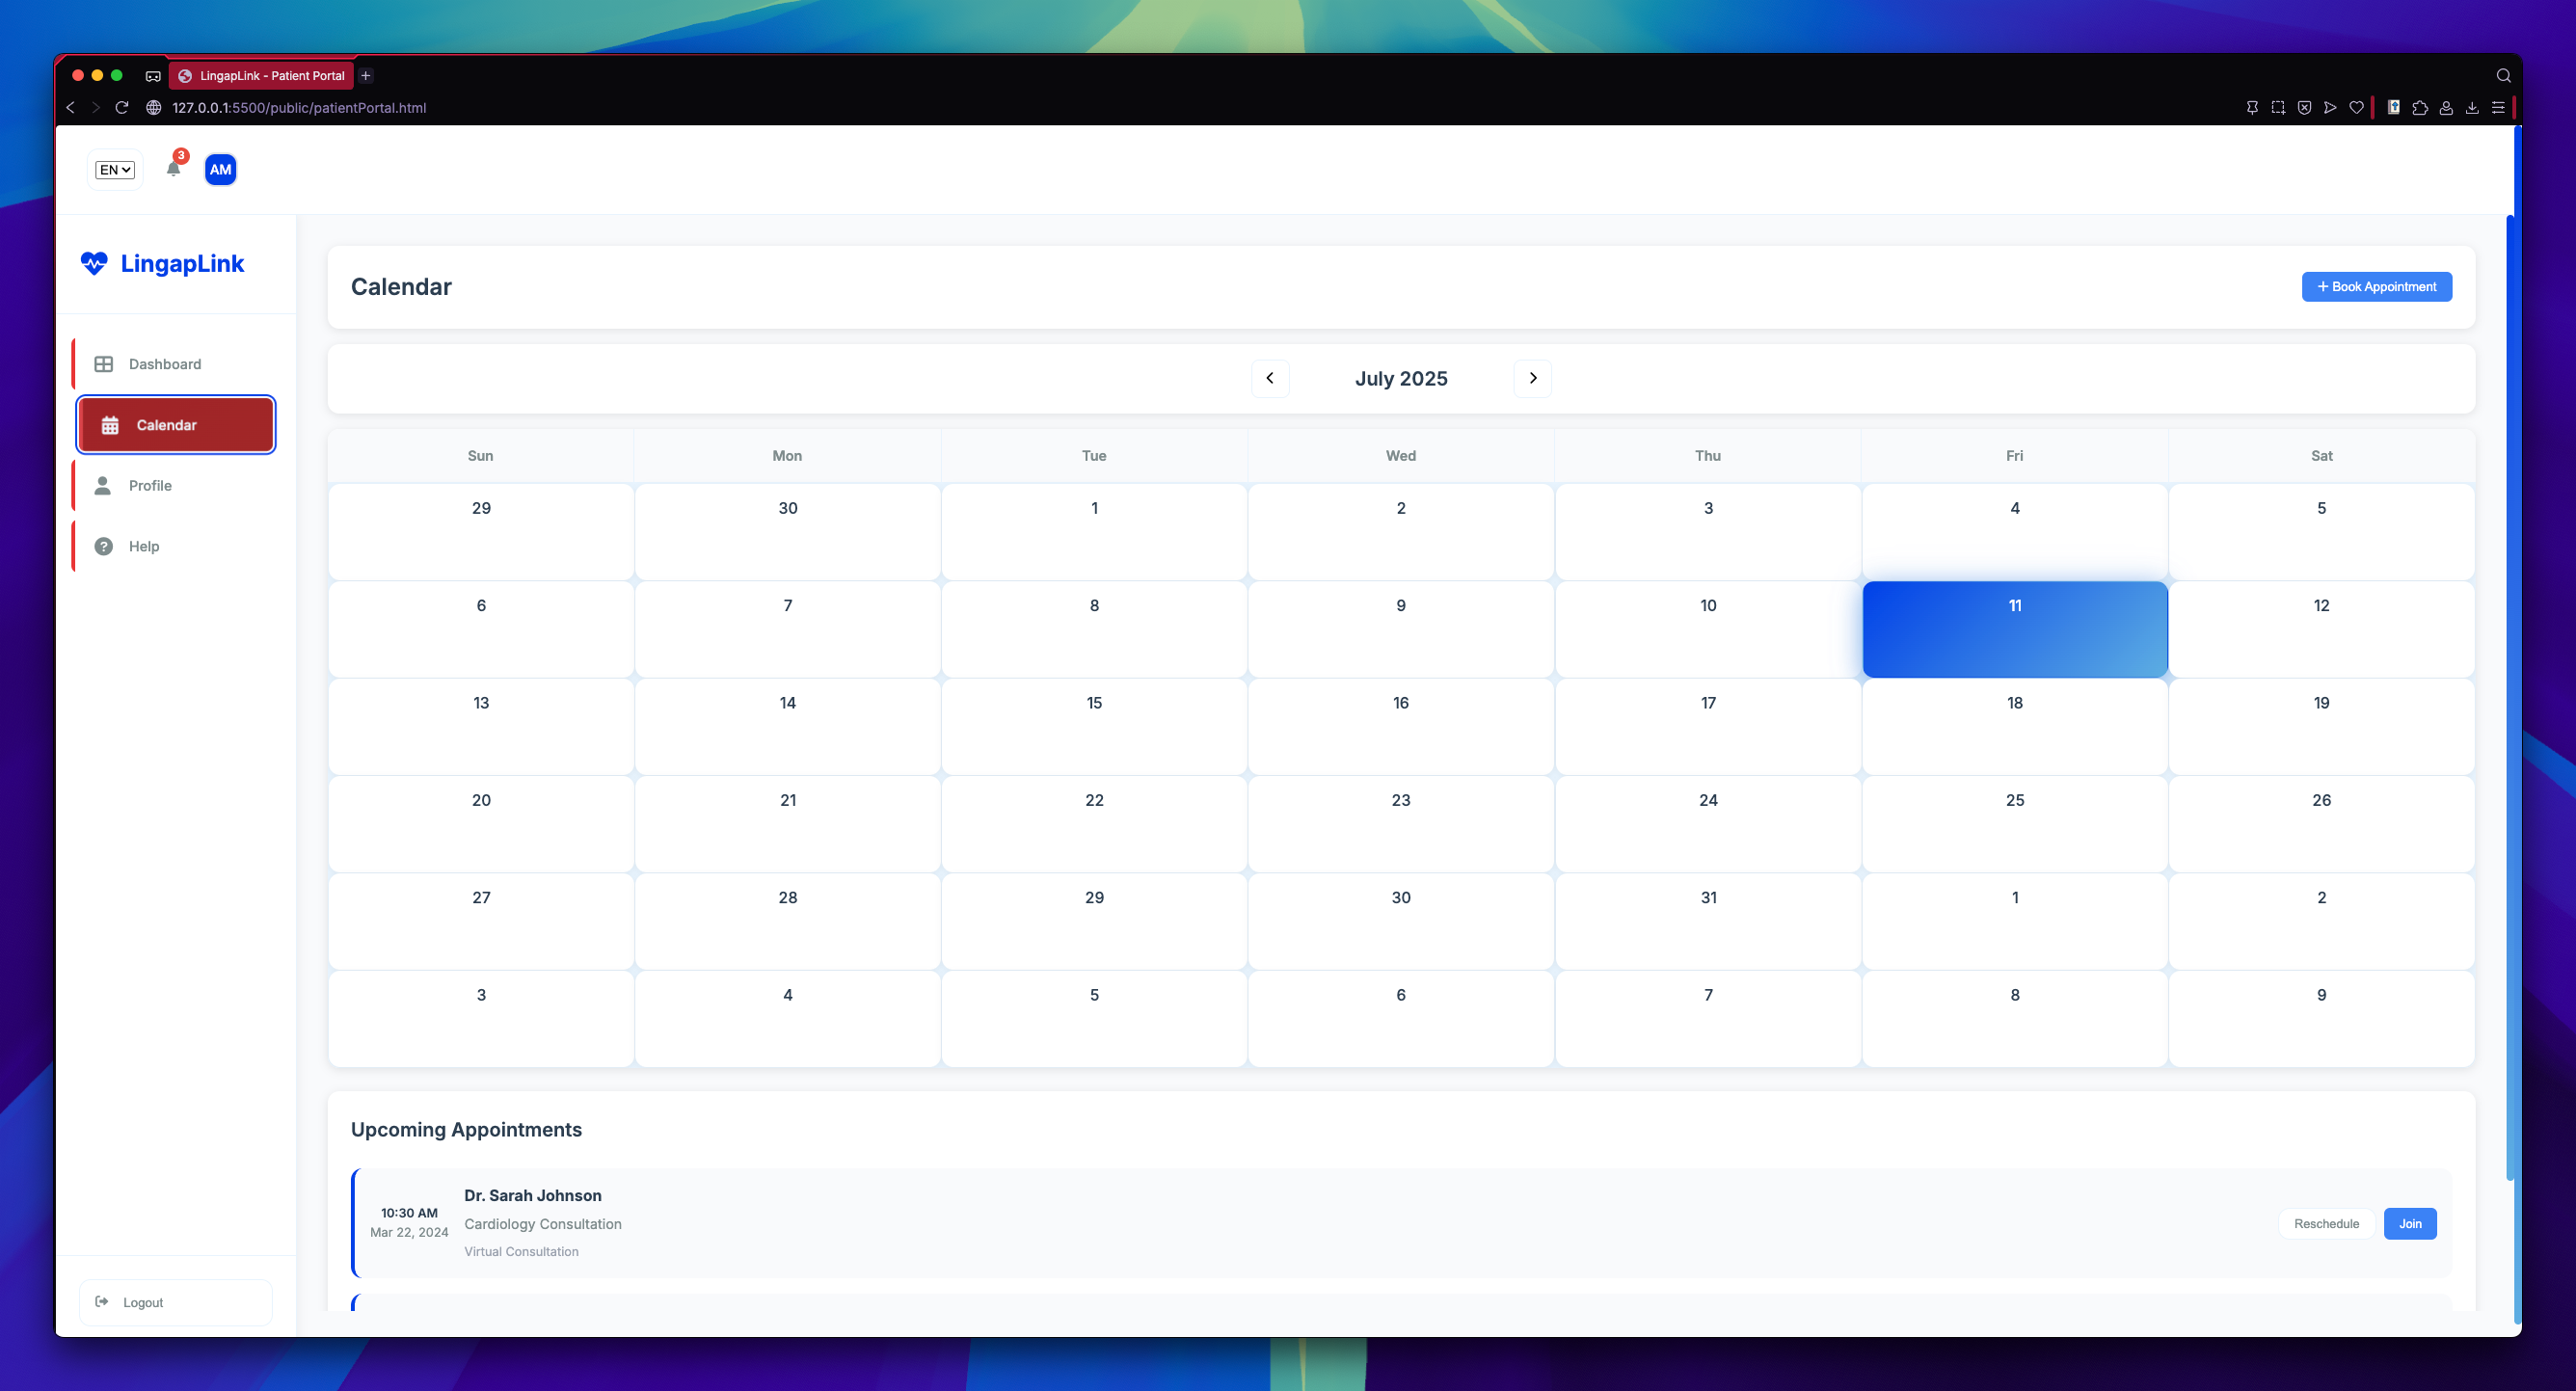 LingapLink - Patient Portal
127.0.0.1:5500/public/patientPortal.html
EN
3
AM
LingapLink
Dashboard
Calendar
Profile
Help
Logout
Calendar
+ Book Appointment
July 2025
Sun Mon Tue Wed Thu Fri Sat
29 30 1 2 3 4 5
6 7 8 9 10 11 12
13 14 15 16 17 18 19
20 21 22 23 24 25 26
27 28 29 30 31 1 2
3 4 5 6 7 8 9
Upcoming Appointments
10:30 AM
Mar 22, 2024
Dr. Sarah Johnson
Cardiology Consultation
Virtual Consultation
Reschedule
Join